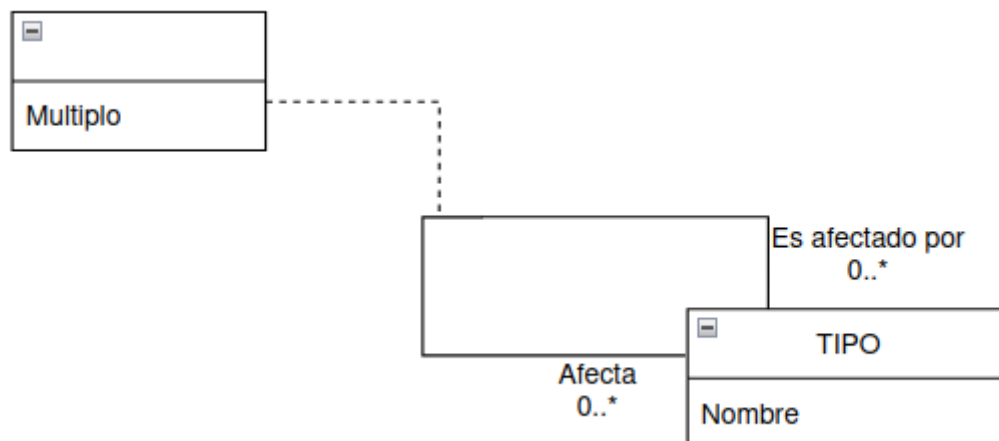 Multiplo
Es afectado por
0..*
TIPO
Afecta
0..*
Nombre